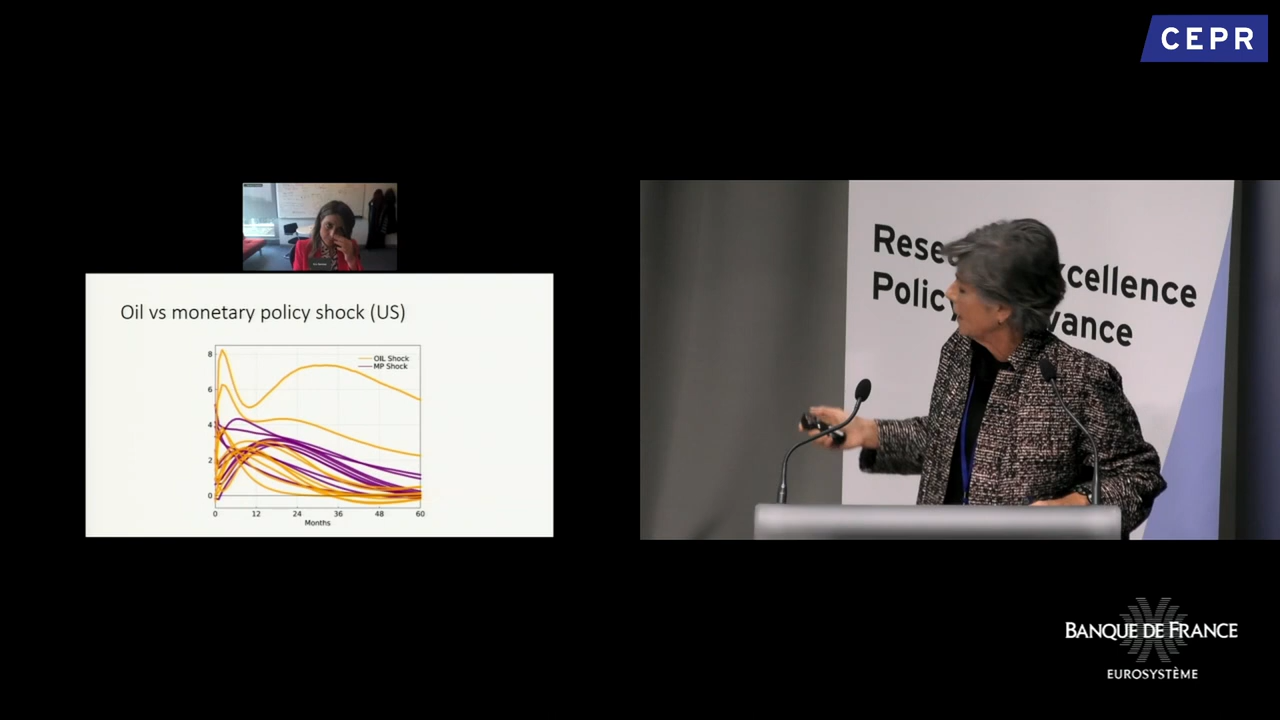 CEPR
Oil vs monetary policy shock (US)
OIL Shock
MP Shock
8
6
4
2
0
0 12 24 36 48 60
Months
Rese xcellence
Policy vance
BANQUE DE FRANCE
EUROSYSTÈME